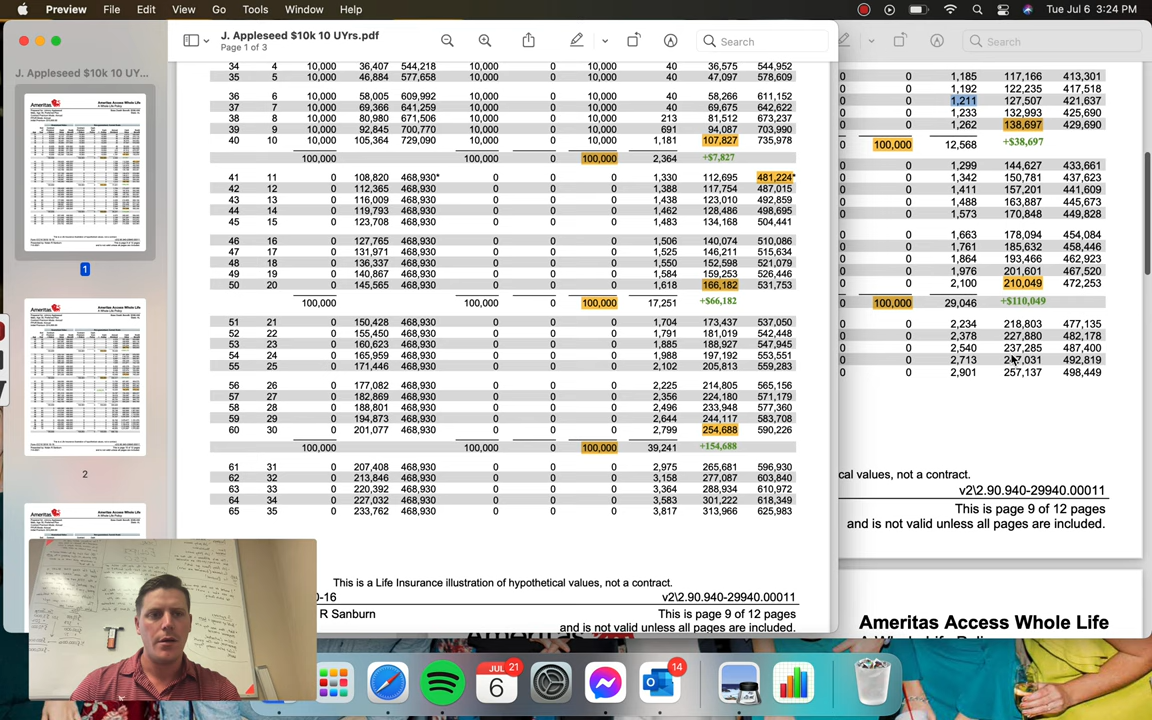 Preview File Edit View Go Tools Window Help Tue Jul 6 3:24 PM
J. Appleseed $10k 10 UYrs.pdf
Page 1 of 3
Search
Search
J. Appleseed $10k 10 UY...
1
2
34 4 10,000 36,407 544,218 10,000 0 10,000 40 36,575 544,952
35 5 10,000 46,884 577,658 10,000 0 10,000 40 47,097 578,609
36 6 10,000 58,005 609,992 10,000 0 10,000 40 58,266 611,152
37 7 10,000 69,366 641,259 10,000 0 10,000 40 69,675 642,622
38 8 10,000 80,980 671,506 10,000 0 10,000 213 81,512 673,237
39 9 10,000 92,845 700,770 10,000 0 10,000 691 94,087 703,990
40 10 10,000 105,364 729,090 10,000 0 10,000 1,181 107,827 735,978
100,000 100,000 0 100,000 2,364 +$7,827
41 11 0 108,820 468,930* 0 0 0 1,330 112,695 481,224*
42 12 0 112,365 468,930 0 0 0 1,388 117,754 487,015
43 13 0 116,009 468,930 0 0 0 1,438 123,010 492,859
44 14 0 119,793 468,930 0 0 0 1,462 128,486 498,695
45 15 0 123,708 468,930 0 0 0 1,483 134,168 504,441
46 16 0 127,765 468,930 0 0 0 1,506 140,074 510,086
47 17 0 131,971 468,930 0 0 0 1,525 146,211 515,634
48 18 0 136,337 468,930 0 0 0 1,550 152,598 521,079
49 19 0 140,867 468,930 0 0 0 1,584 159,253 526,446
50 20 0 145,565 468,930 0 0 0 1,618 166,182 531,753
100,000 100,000 0 100,000 17,251 +$66,182
51 21 0 150,428 468,930 0 0 0 1,704 173,437 537,050
52 22 0 155,450 468,930 0 0 0 1,791 181,019 542,448
53 23 0 160,623 468,930 0 0 0 1,885 188,927 547,945
54 24 0 165,959 468,930 0 0 0 1,988 197,192 553,551
55 25 0 171,446 468,930 0 0 0 2,102 205,813 559,283
56 26 0 177,082 468,930 0 0 0 2,225 214,805 565,156
57 27 0 182,869 468,930 0 0 0 2,356 224,180 571,179
58 28 0 188,801 468,930 0 0 0 2,496 233,948 577,360
59 29 0 194,873 468,930 0 0 0 2,644 244,117 583,708
60 30 0 201,077 468,930 0 0 0 2,799 254,688 590,226
100,000 100,000 0 100,000 39,241 +154,688
61 31 0 207,408 468,930 0 0 0 2,975 265,681 596,930
62 32 0 213,846 468,930 0 0 0 3,158 277,087 603,840
63 33 0 220,392 468,930 0 0 0 3,364 288,934 610,972
64 34 0 227,032 468,930 0 0 0 3,583 301,222 618,349
65 35 0 233,762 468,930 0 0 0 3,817 313,966 625,983
This is a Life Insurance illustration of hypothetical values, not a contract.
0-16 v2\2.90.940-29940.00011
R Sanburn This is page 9 of 12 pages
and is not valid unless all pages are included.
0 0 1,185 117,166 413,301
0 0 1,192 122,235 417,518
0 0 1,211 127,507 421,637
0 0 1,233 132,993 425,690
0 0 1,262 138,697 429,690
0 100,000 12,568 +$38,697
0 0 1,299 144,627 433,661
0 0 1,342 150,781 437,623
0 0 1,411 157,201 441,609
0 0 1,487 163,887 445,673
0 0 1,573 170,848 449,828
0 0 1,663 178,094 454,084
0 0 1,761 185,632 458,446
0 0 1,864 193,466 462,923
0 0 1,976 201,601 467,520
0 0 2,100 210,049 472,253
0 100,000 29,046 +$110,049
0 0 2,234 218,803 477,135
0 0 2,378 227,880 482,178
0 0 2,540 237,285 487,400
0 0 2,713 247,031 492,819
0 0 2,901 257,137 498,449
cal values, not a contract.
v2\2.90.940-29940.00011
This is page 9 of 12 pages
and is not valid unless all pages are included.
Ameritas Access Whole Life
JUL 21
6
14